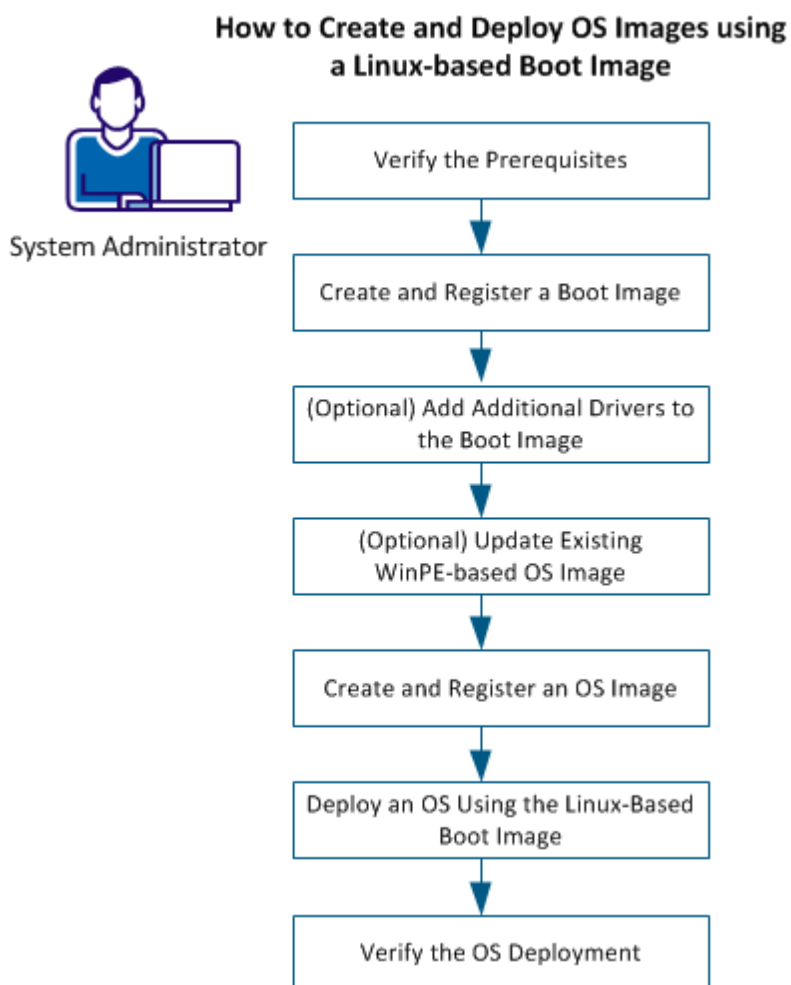 How to Create and Deploy OS Images using
a Linux-based Boot Image
System Administrator
Verify the Prerequisites
Create and Register a Boot Image
(Optional) Add Additional Drivers to
the Boot Image
(Optional) Update Existing
WinPE-based OS Image
Create and Register an OS Image
Deploy an OS Using the Linux-Based
Boot Image
Verify the OS Deployment